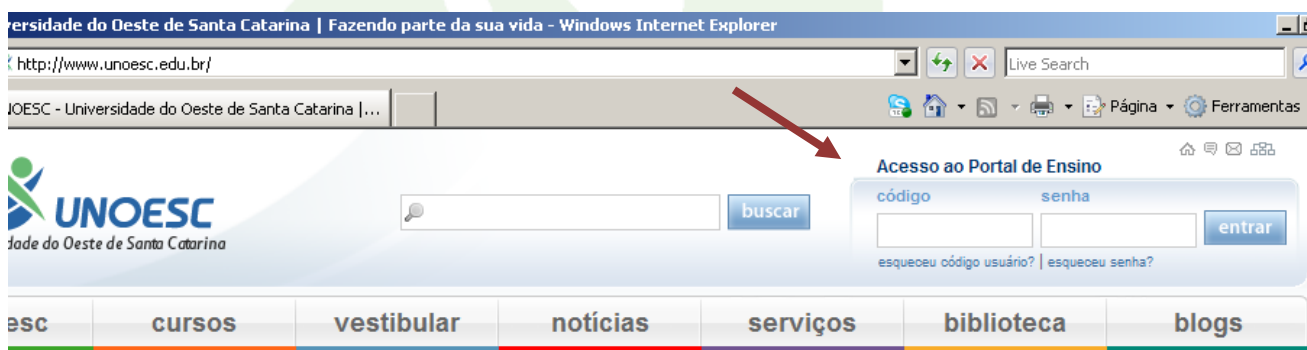 versidade do Oeste de Santa Catarina | Fazendo parte da sua vida - Windows Internet Explorer
http://www.unoesc.edu.br/
Live Search
NOESC - Universidade do Oeste de Santa Catarina |...
Página
Ferramentas
Acesso ao Portal de Ensino
código senha
UNOESC
buscar
entrar
dade do Oeste de Santa Catarina
esqueceu código usuário? | esqueceu senha?
esc cursos vestibular notícias serviços biblioteca blogs